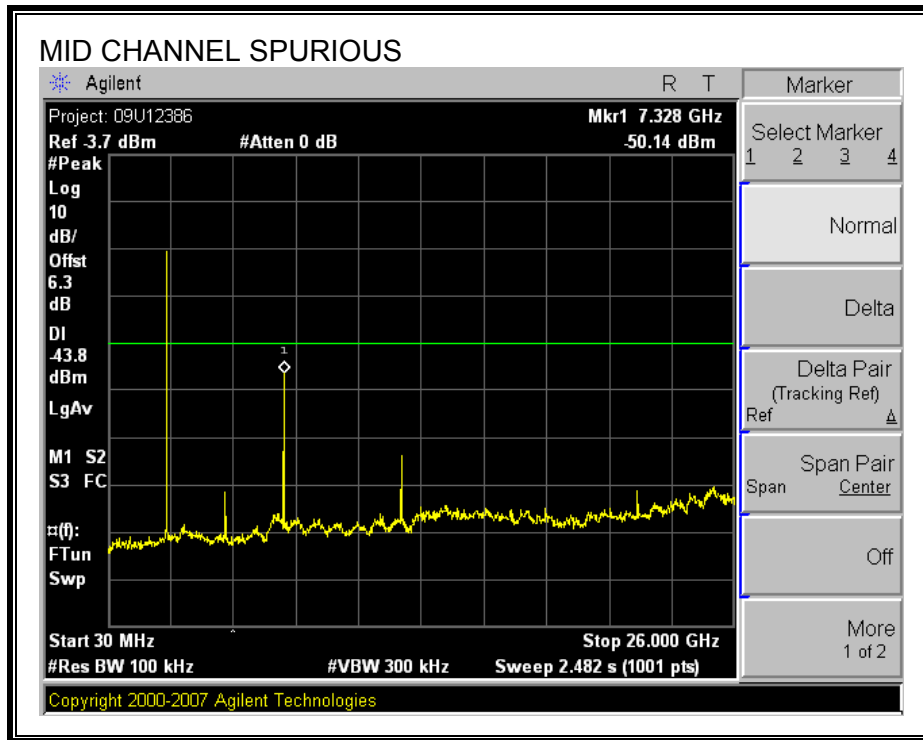 MID CHANNEL SPURIOUS
Agilent R T
Project: 09U12386 Mkr1 7.328 GHz
Ref -3.7 dBm #Atten 0 dB -50.14 dBm
#Peak
Log
10
dB/
Offst
6.3
dB
DI
-43.8
dBm
LgAv
M1 S2
S3 FC
¤(f):
FTun
Swp
1
Start 30 MHz Stop 26.000 GHz
#Res BW 100 kHz #VBW 300 kHz Sweep 2.482 s (1001 pts)
Copyright 2000-2007 Agilent Technologies
Marker
Select Marker
1 2 3 4
Normal
Delta
Delta Pair
(Tracking Ref)
Ref Δ
Span Pair
Span Center
Off
More
1 of 2